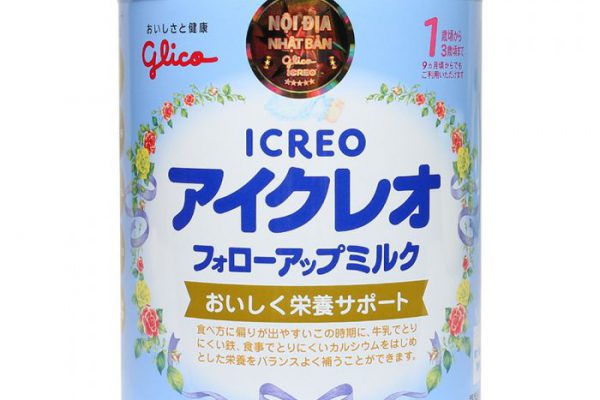 おいしさと健康
glico
NỘI ĐỊA
NHẬT BẢN
glico
ICREO
1歳頃から
3歳頃まで
9ヵ月頃からでも
ご利用いただけます
ICREO
アイクレオ
フォローアップミルク
おいしく栄養サポート
食べ方に偏りが出やすいこの時期に、牛乳でとり
にくい鉄、食事でとりにくいカルシウムをはじめ
とした栄養をバランスよく補うことができます。